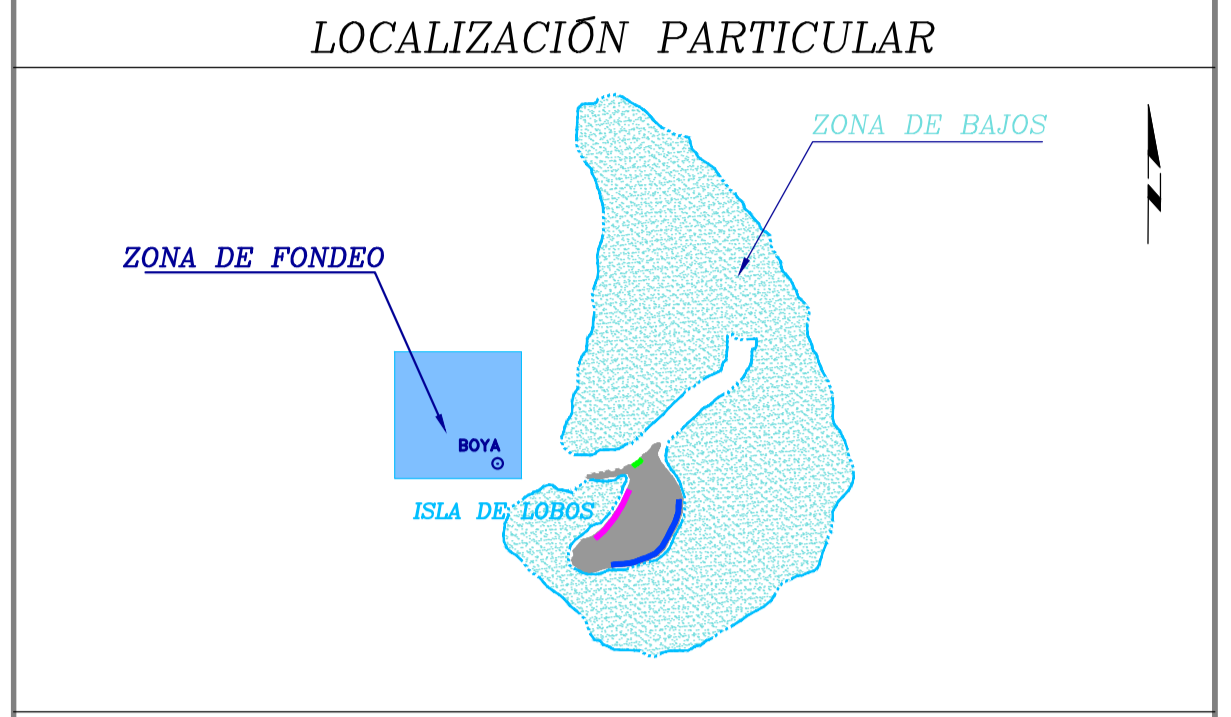 LOCALIZACIÓN PARTICULAR
ZONA DE BAJOS
N
ZONA DE FONDEO
BOYA
ISLA DE LOBOS